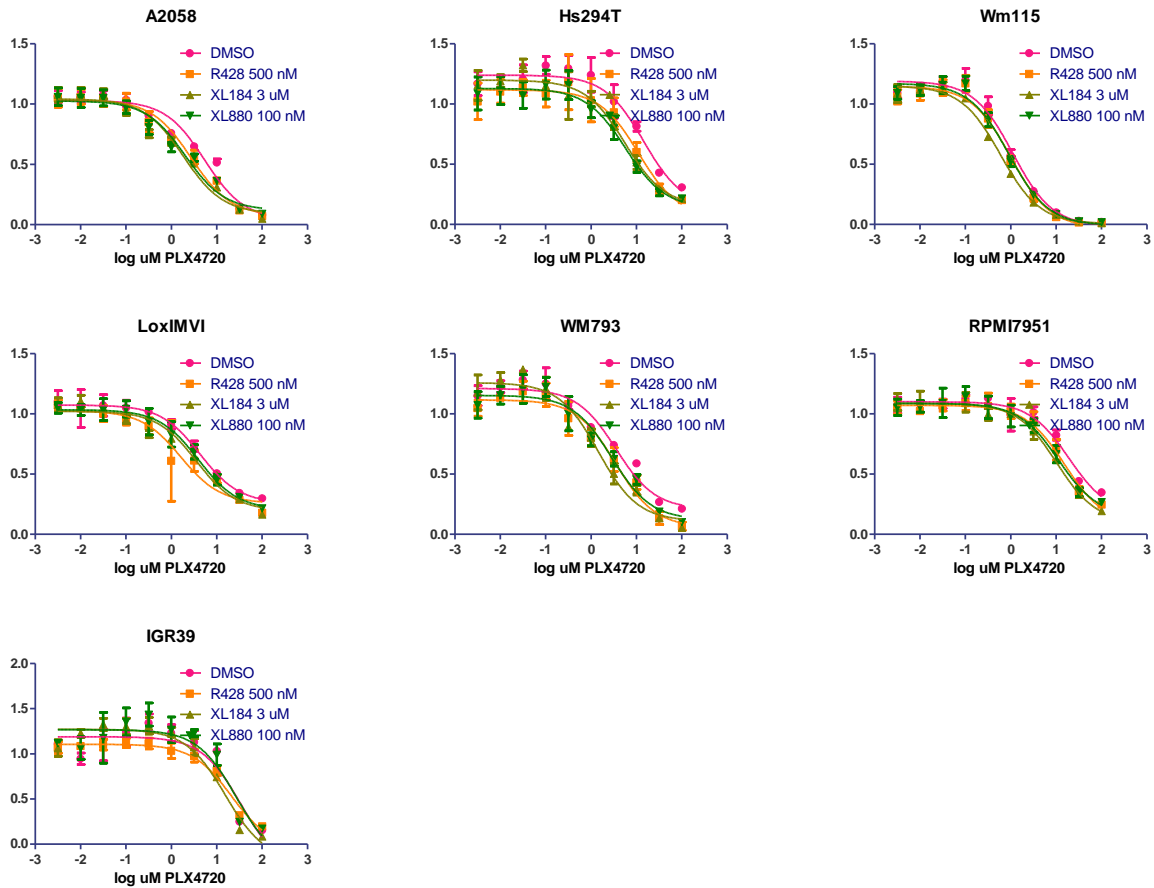 A2058
1.5
1.0
0.5
0.0
-3 -2 -1 0 1 2 3
log uM PLX4720
DMSO
R428 500 nM
XL184 3 uM
XL880 100 nM
Hs294T
1.5
1.0
0.5
0.0
-3 -2 -1 0 1 2 3
log uM PLX4720
DMSO
R428 500 nM
XL184 3 uM
XL880 100 nM
Wm115
1.5
1.0
0.5
0.0
-3 -2 -1 0 1 2 3
log uM PLX4720
DMSO
R428 500 nM
XL184 3 uM
XL880 100 nM
LoxIMVI
1.5
1.0
0.5
0.0
-3 -2 -1 0 1 2 3
log uM PLX4720
DMSO
R428 500 nM
XL184 3 uM
XL880 100 nM
WM793
1.5
1.0
0.5
0.0
-3 -2 -1 0 1 2 3
log uM PLX4720
DMSO
R428 500 nM
XL184 3 uM
XL880 100 nM
RPMI7951
1.5
1.0
0.5
0.0
-3 -2 -1 0 1 2 3
log uM PLX4720
DMSO
R428 500 nM
XL184 3 uM
XL880 100 nM
IGR39
2.0
1.5
1.0
0.5
0.0
-3 -2 -1 0 1 2 3
log uM PLX4720
DMSO
R428 500 nM
XL184 3 uM
XL880 100 nM